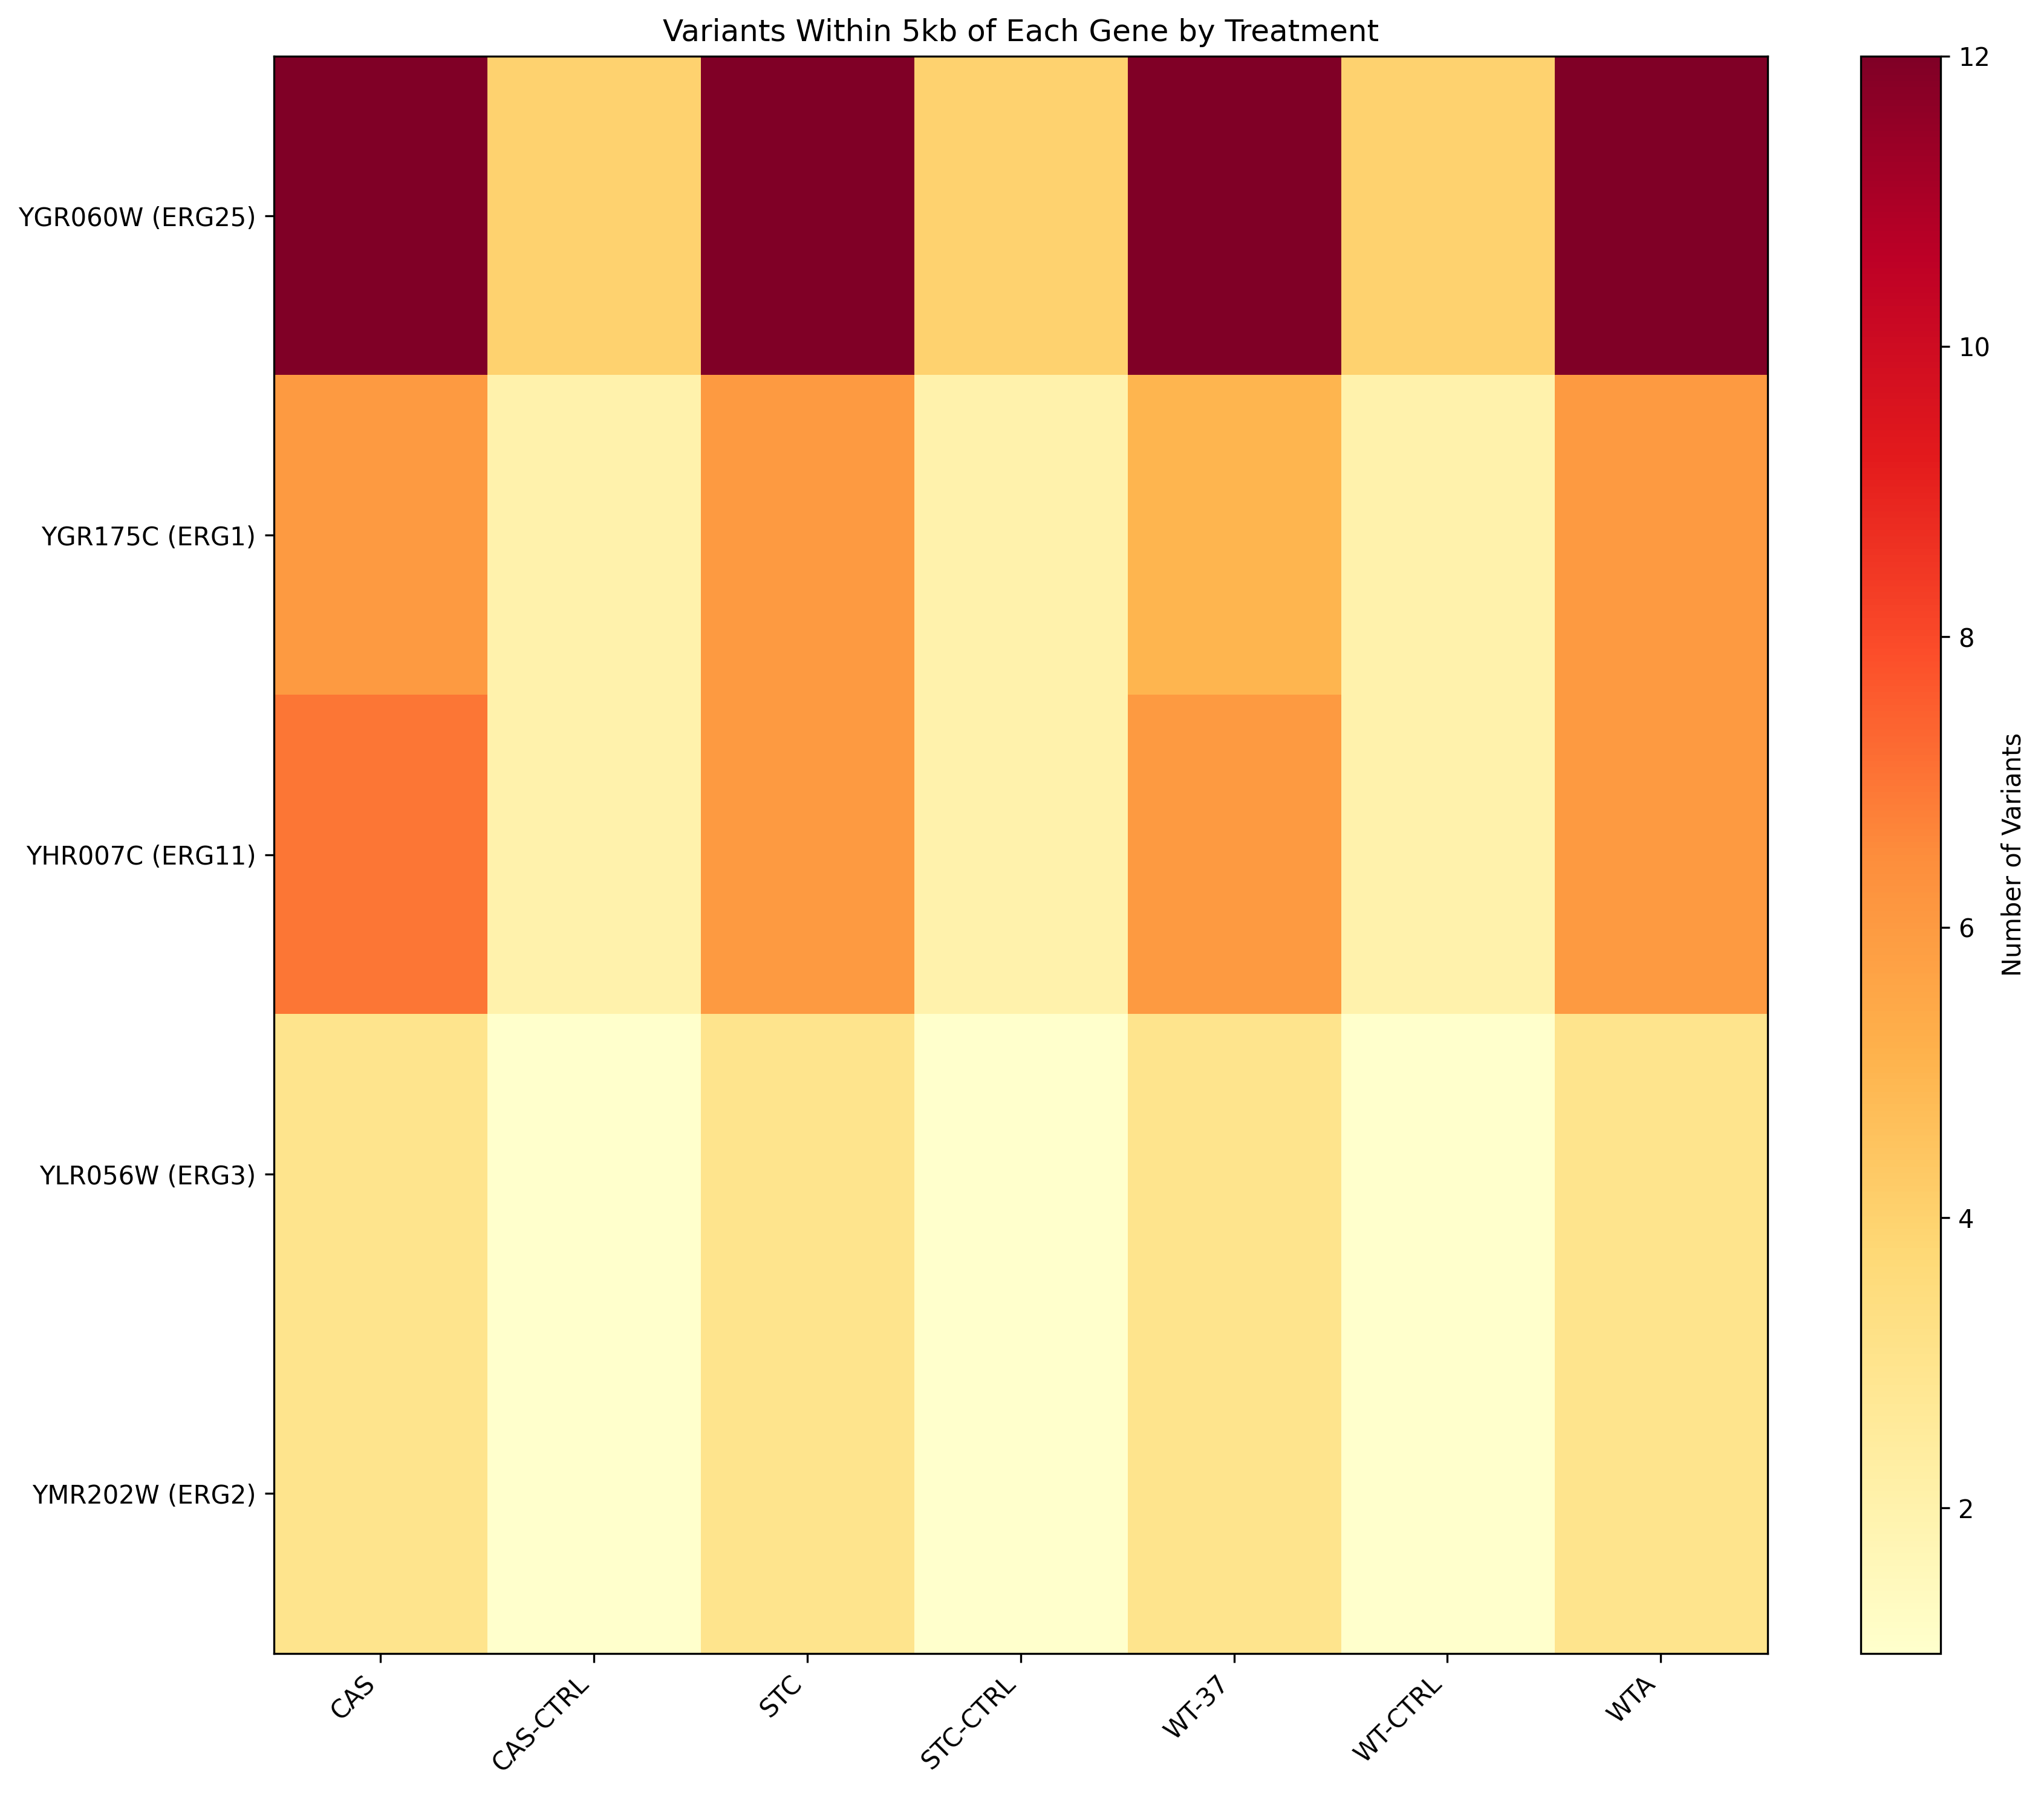 Variants Within 5kb of Each Gene by Treatment
YGR060W (ERG25)
YGR175C (ERG1)
YHR007C (ERG11)
YLR056W (ERG3)
YMR202W (ERG2)
CAS
CAS-CTRL
STC
STC-CTRL
WT-37
WT-CTRL
WTA
12
10
8
6
4
2
Number of Variants